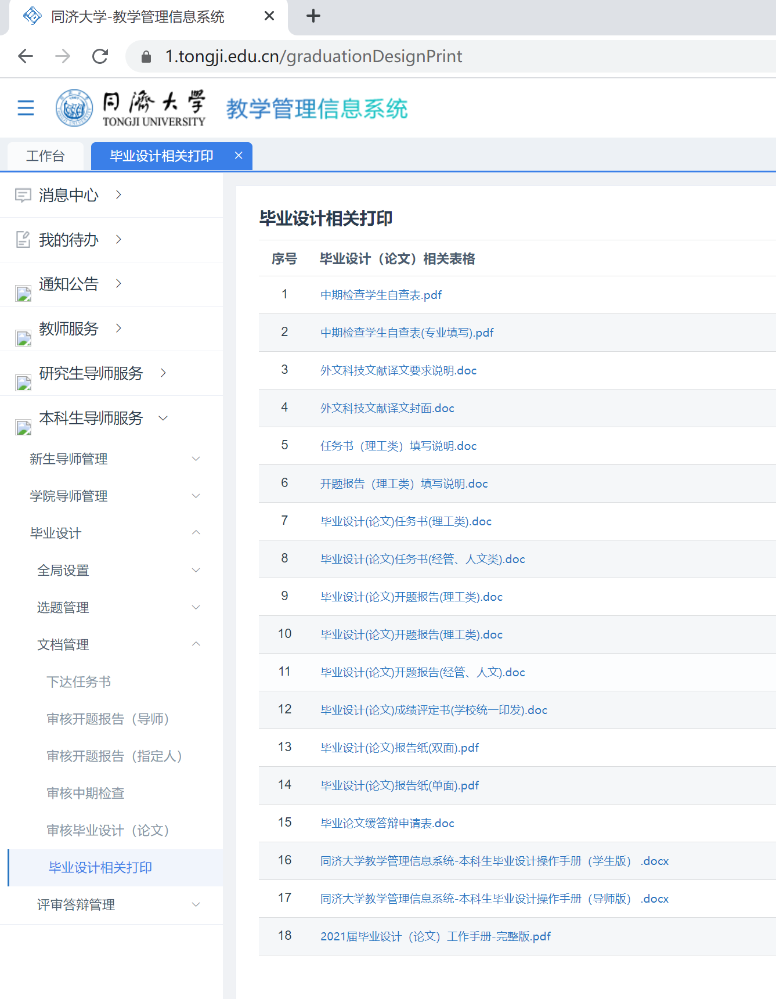 同济大学-教学管理信息系统
1.tongji.edu.cn/graduationDesignPrint
同濟大学 教学管理信息系统
TONGJI UNIVERSITY
工作台 毕业设计相关打印
消息中心
我的待办
通知公告
教师服务
研究生导师服务
本科生导师服务
新生导师管理
学院导师管理
毕业设计
全局设置
选题管理
文档管理
下达任务书
审核开题报告（导师）
审核开题报告（指定人）
审核中期检查
审核毕业设计（论文）
毕业设计相关打印
评审答辩管理
毕业设计相关打印
序号 毕业设计（论文）相关表格
1 中期检查学生自查表.pdf
2 中期检查学生自查表(专业填写).pdf
3 外文科技文献译文要求说明.doc
4 外文科技文献译文封面.doc
5 任务书（理工类）填写说明.doc
6 开题报告（理工类）填写说明.doc
7 毕业设计(论文)任务书(理工类).doc
8 毕业设计(论文)任务书(经管、人文类).doc
9 毕业设计(论文)开题报告(理工类).doc
10 毕业设计(论文)开题报告(理工类).doc
11 毕业设计(论文)开题报告(经管、人文).doc
12 毕业设计(论文)成绩评定书(学校统一印发).doc
13 毕业设计(论文)报告纸(双面).pdf
14 毕业设计(论文)报告纸(单面).pdf
15 毕业论文缓答辩申请表.doc
16 同济大学教学管理信息系统-本科生毕业设计操作手册（学生版） .docx
17 同济大学教学管理信息系统-本科生毕业设计操作手册（导师版） .docx
18 2021届毕业设计（论文）工作手册-完整版.pdf